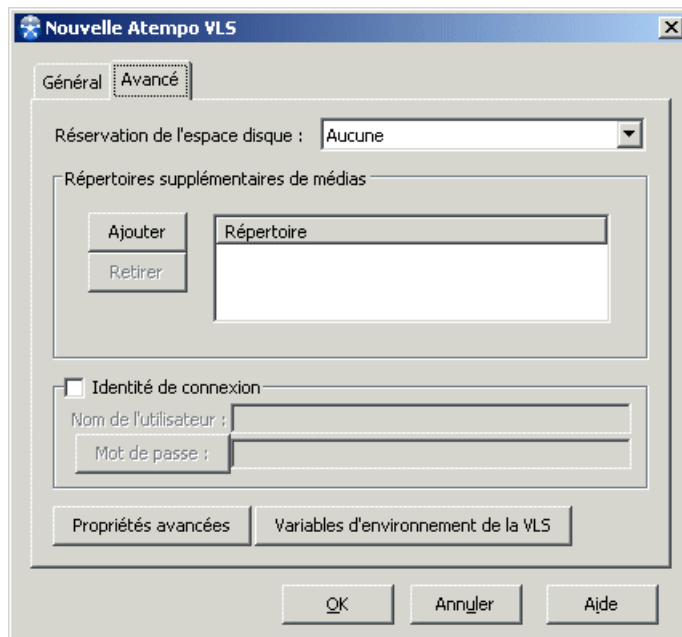 Nouvelle Atempo VLS
Général Avancé
Réservation de l'espace disque : Aucune
Répertoires supplémentaires de médias
Ajouter
Répertoire
Retirer
Identité de connexion
Nom de l'utilisateur :
Mot de passe :
Propriétés avancées Variables d'environnement de la VLS
OK Annuler Aide